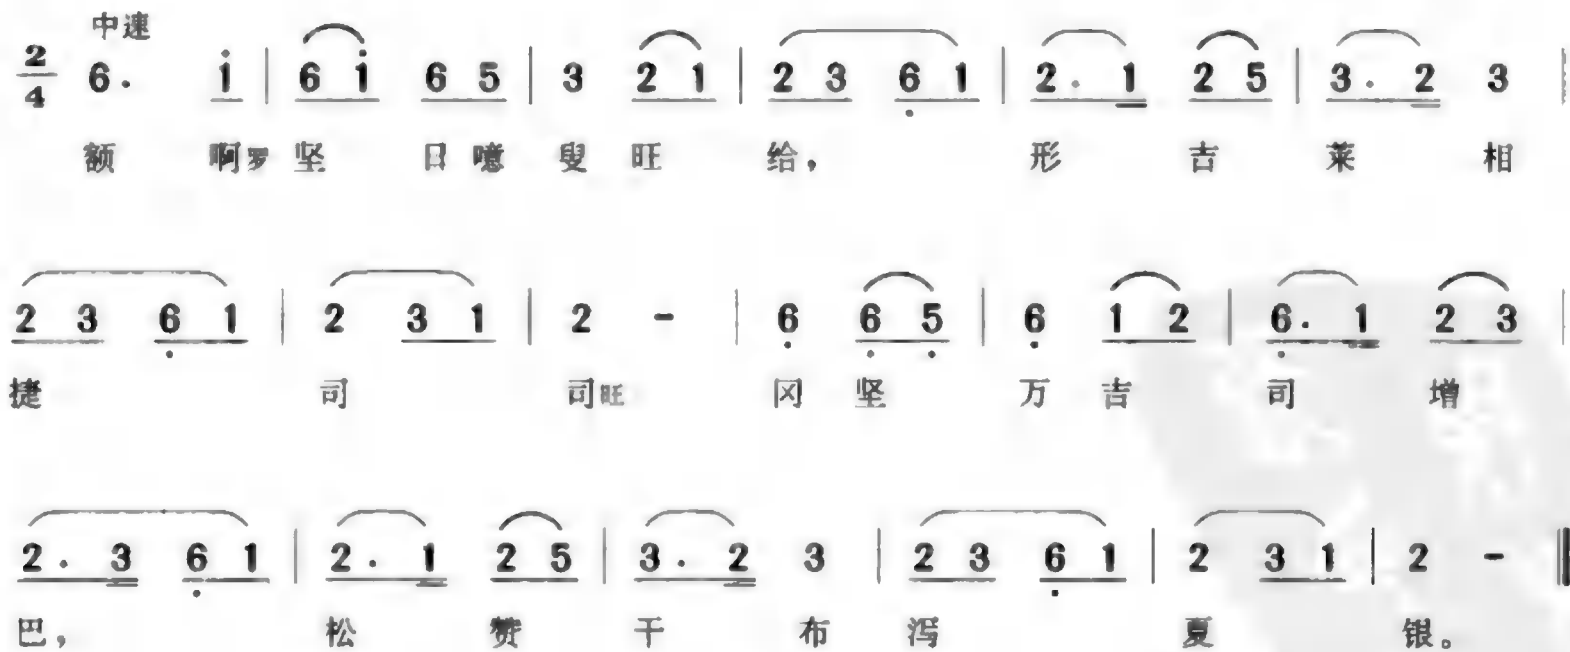 中速
2/4 6. i | 6 i 6 5 | 3 2 1 | 2 3 6 1 | 2. 1 2 5 | 3. 2 3 |
额 啊罗 坚 日 噫 叟 旺 给， 形 吉 莱 相
2 3 6 1 | 2 3 1 | 2 - | 6 6 5 | 6 1 2 | 6. 1 2 3 |
捷 司 司旺 冈 坚 万 吉 司 增
2. 3 6 1 | 2. 1 2 5 | 3. 2 3 | 2 3 6 1 | 2 3 1 | 2 - ‖
巴， 松 赞 干 布 泻 夏 银。